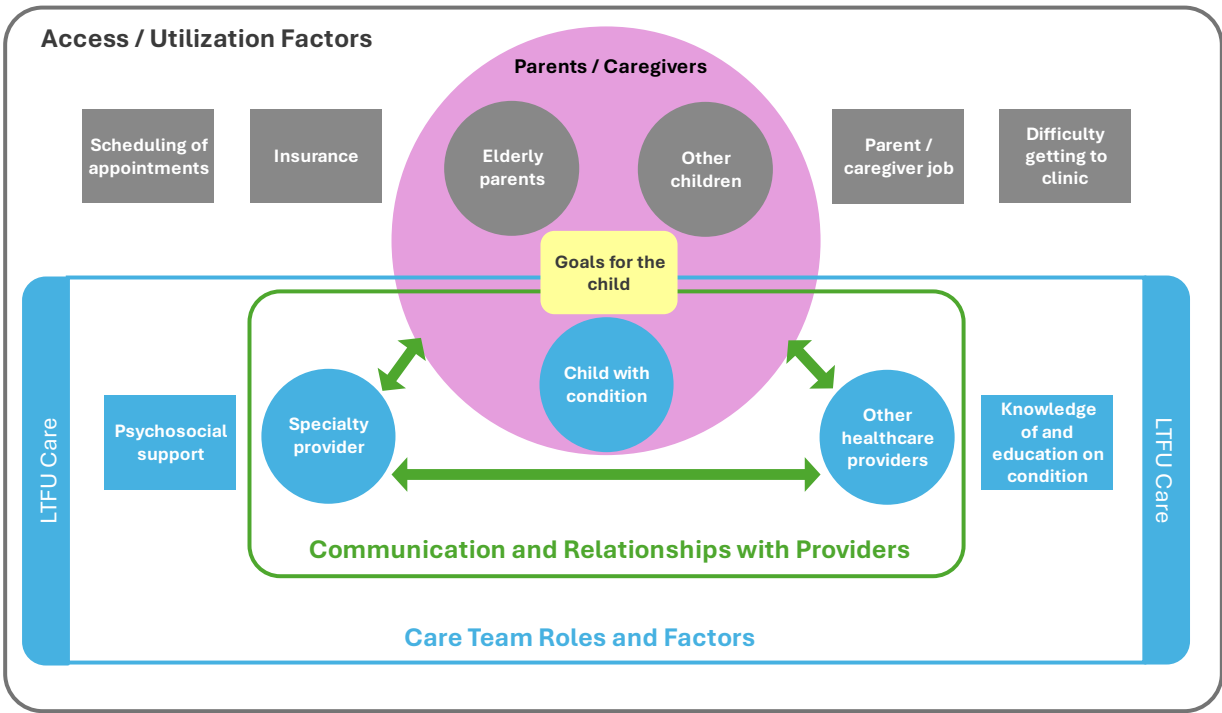 Access / Utilization Factors
Parents / Caregivers
Scheduling of
appointments
Insurance
Elderly
parents
Other
children
Parent /
caregiver job
Difficulty
getting to
clinic
Goals for the
child
LTFU Care
Psychosocial
support
Specialty
provider
Child with
condition
Other
healthcare
providers
Knowledge
of and
education on
condition
LTFU Care
Communication and Relationships with Providers
Care Team Roles and Factors